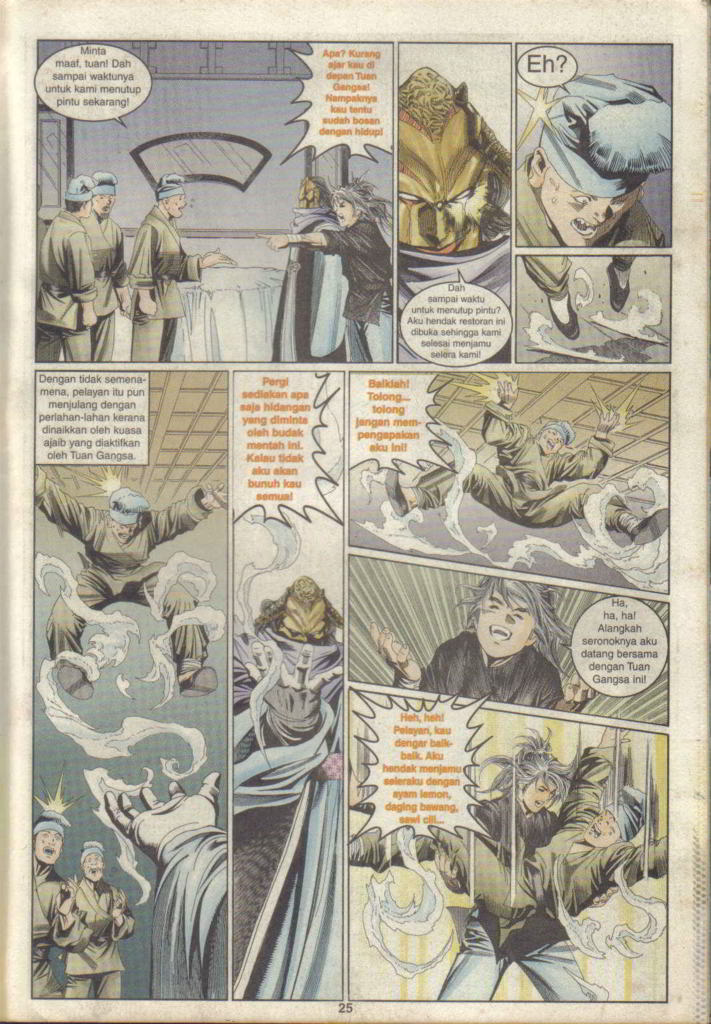 Minta
maaf, tuan! Dah
sampai waktunya
untuk kami menutup
pintu sekarang!
Apa? Kurang
ajar kau di
depan Tuan
Gangsa!
Nampaknya
kau tentu
sudah bosan
dengan hidup!
Dah
sampai waktu
untuk menutup pintu?
Aku hendak restoran ini
dibuka sehingga kami
selesai menjamu
selera kami!
Eh?
Dengan tidak semena-
mena, pelayan itu pun
menjulang dengan
perlahan-lahan kerana
dinaikkan oleh kuasa
ajaib yang diaktifkan
oleh Tuan Gangsa.
Pergi
sediakan apa
saja hidangan
yang diminta
oleh budak
mentah ini.
Kalau tidak
aku akan
bunuh kau
semua!
Baiklah!
Tolong...
tolong
jangan mem-
pengapakan
aku ini!
Ha,
ha, ha!
Alangkah
seronoknya aku
datang bersama
dengan Tuan
Gangsa ini!
Heh, heh!
Pelayan, kau
dengar baik-
baik. Aku
hendak menjamu
seleraku dengan
ayam lemon,
daging bawang,
sawi cili...
25